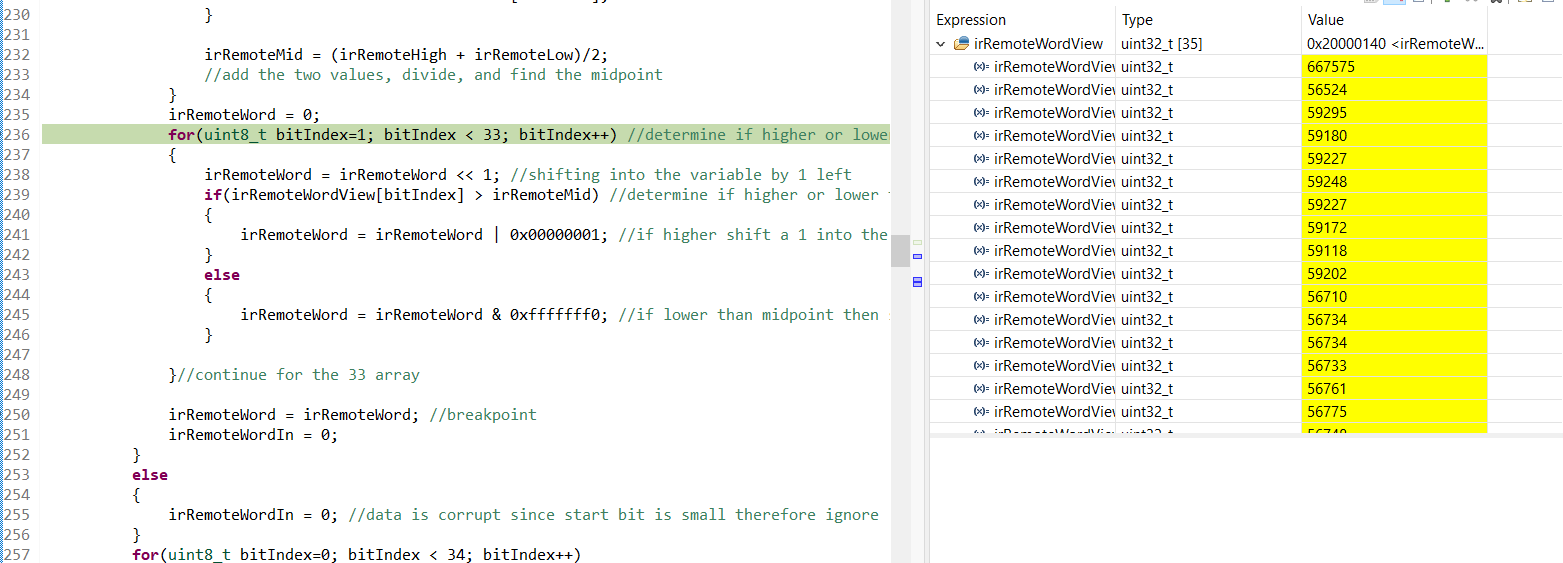 230 }
231
232 irRemoteMid = (irRemoteHigh + irRemoteLow)/2;
233 //add the two values, divide, and find the midpoint
234 }
235 irRemoteWord = 0;
236 for(uint8_t bitIndex=1; bitIndex < 33; bitIndex++) //determine if higher or lowe
237 {
238 irRemoteWord = irRemoteWord << 1; //shifting into the variable by 1 left
239 if(irRemoteWordView[bitIndex] > irRemoteMid) //determine if higher or lower
240 {
241 irRemoteWord = irRemoteWord | 0x00000001; //if higher shift a 1 into the
242 }
243 else
244 {
245 irRemoteWord = irRemoteWord & 0xfffffff0; //if lower than midpoint then
246 }
247
248 }//continue for the 33 array
249
250 irRemoteWord = irRemoteWord; //breakpoint
251 irRemoteWordIn = 0;
252 }
253 else
254 {
255 irRemoteWordIn = 0; //data is corrupt since start bit is small therefore ignore
256 }
257 for(uint8_t bitIndex=0; bitIndex < 34; bitIndex++)
Expression Type Value
irRemoteWordView uint32_t [35] 0x20000140 <irRemoteW...
(x)= irRemoteWordView uint32_t 667575
(x)= irRemoteWordView uint32_t 56524
(x)= irRemoteWordView uint32_t 59295
(x)= irRemoteWordView uint32_t 59180
(x)= irRemoteWordView uint32_t 59227
(x)= irRemoteWordView uint32_t 59248
(x)= irRemoteWordView uint32_t 59227
(x)= irRemoteWordView uint32_t 59172
(x)= irRemoteWordView uint32_t 59118
(x)= irRemoteWordView uint32_t 59202
(x)= irRemoteWordView uint32_t 56710
(x)= irRemoteWordView uint32_t 56734
(x)= irRemoteWordView uint32_t 56734
(x)= irRemoteWordView uint32_t 56733
(x)= irRemoteWordView uint32_t 56761
(x)= irRemoteWordView uint32_t 56775